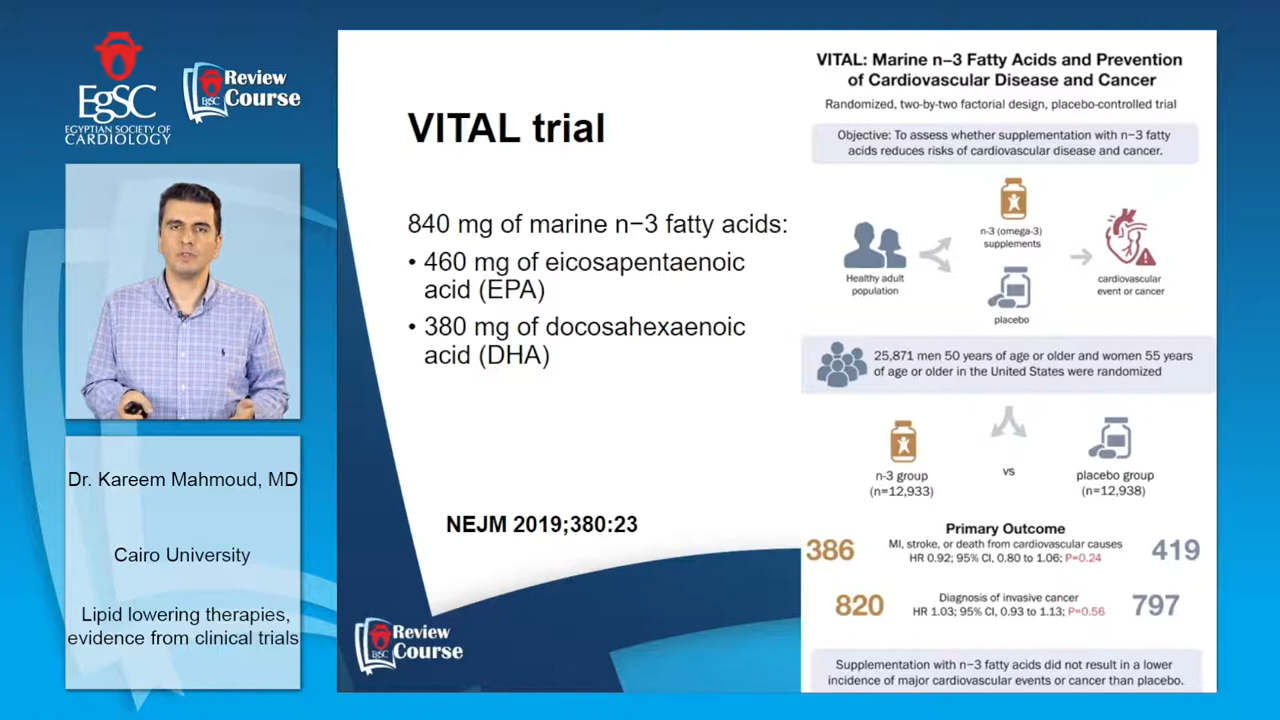 EgSC
EGYPTIAN SOCIETY OF
CARDIOLOGY
Review
Course
EgSC
Dr. Kareem Mahmoud, MD
Cairo University
Lipid lowering therapies,
evidence from clinical trials
VITAL trial
840 mg of marine n−3 fatty acids:
• 460 mg of eicosapentaenoic
acid (EPA)
• 380 mg of docosahexaenoic
acid (DHA)
NEJM 2019;380:23
Review
Course
EgSC
VITAL: Marine n−3 Fatty Acids and Prevention
of Cardiovascular Disease and Cancer
Randomized, two-by-two factorial design, placebo-controlled trial
Objective: To assess whether supplementation with n−3 fatty
acids reduces risks of cardiovascular disease and cancer.
n-3 (omega-3)
supplements
Healthy adult
population
cardiovascular
event or cancer
placebo
25,871 men 50 years of age or older and women 55 years
of age or older in the United States were randomized
n-3 group
(n=12,933)
vs
placebo group
(n=12,938)
Primary Outcome
386
MI, stroke, or death from cardiovascular causes
HR 0.92; 95% CI, 0.80 to 1.06; P=0.24
419
820
Diagnosis of invasive cancer
HR 1.03; 95% CI, 0.93 to 1.13; P=0.56
797
Supplementation with n−3 fatty acids did not result in a lower
incidence of major cardiovascular events or cancer than placebo.